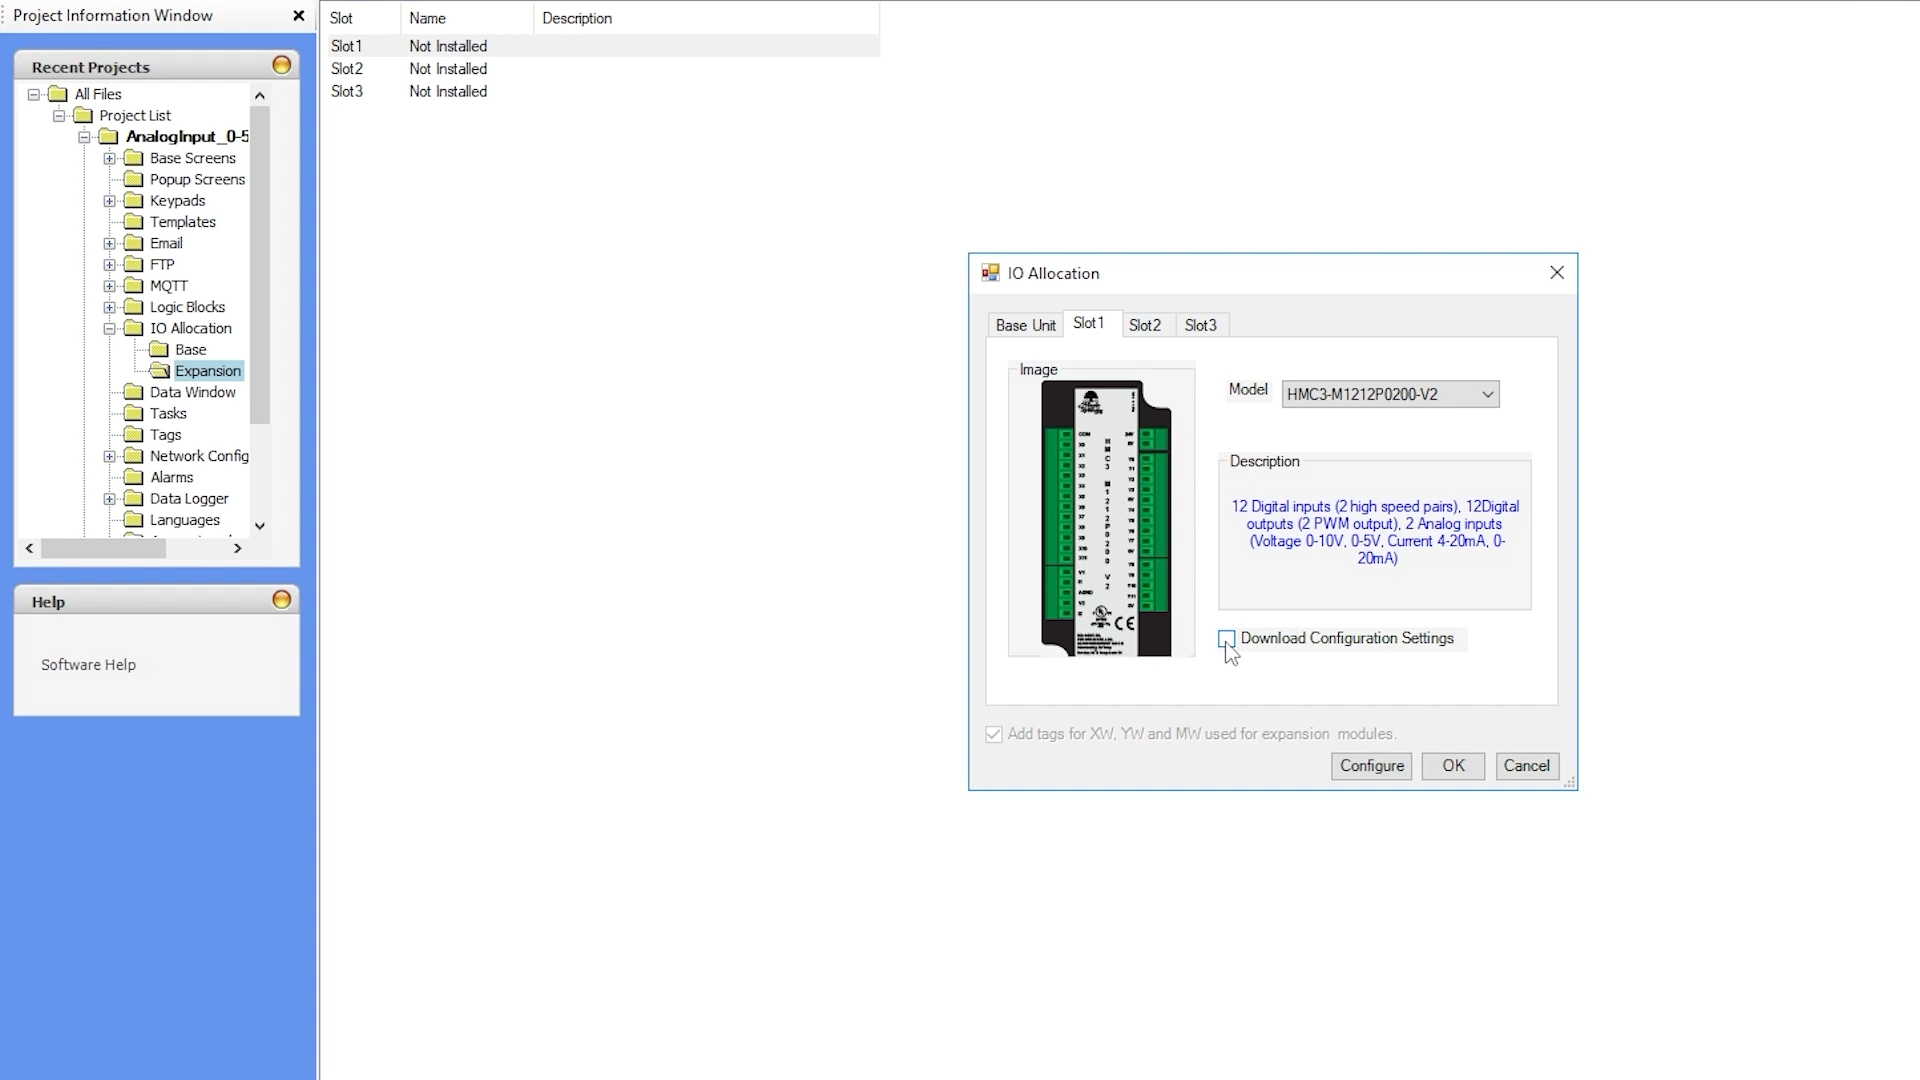 Project Information Window
Recent Projects
All Files
Project List
AnalogInput_0-5
Base Screens
Popup Screens
Keypads
Templates
Email
FTP
MQTT
Logic Blocks
IO Allocation
Base
Expansion
Data Window
Tasks
Tags
Network Config
Alarms
Data Logger
Languages
Help
Software Help
Slot Name Description
Slot1 Not Installed
Slot2 Not Installed
Slot3 Not Installed
IO Allocation
Base Unit Slot1 Slot2 Slot3
Image
Model HMC3-M1212P0200-V2
Description
12 Digital inputs (2 high speed pairs), 12Digital
outputs (2 PWM output), 2 Analog inputs
(Voltage 0-10V, 0-5V, Current 4-20mA, 0-
20mA)
Download Configuration Settings
Add tags for XW, YW and MW used for expansion modules.
Configure OK Cancel